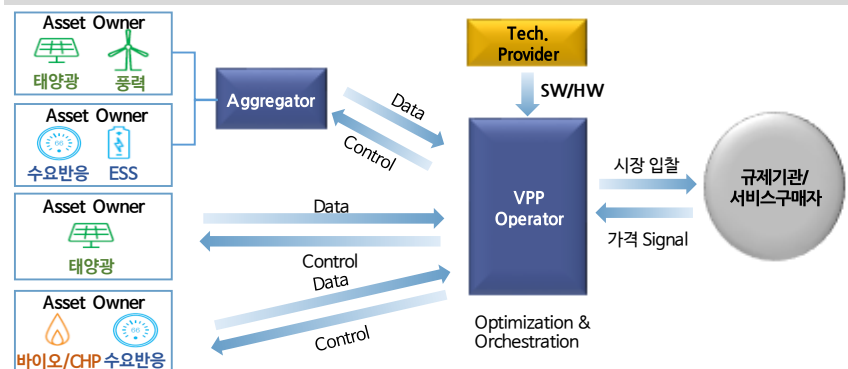 Asset Owner
태양광
풍력
Asset Owner
수요반응
ESS
Asset Owner
태양광
Asset Owner
바이오/CHP
수요반응
Aggregator
Data
Control
Data
Control
Data
Control
Tech.
Provider
SW/HW
VPP
Operator
Optimization &
Orchestration
시장 입찰
가격 Signal
규제기관/
서비스구매자